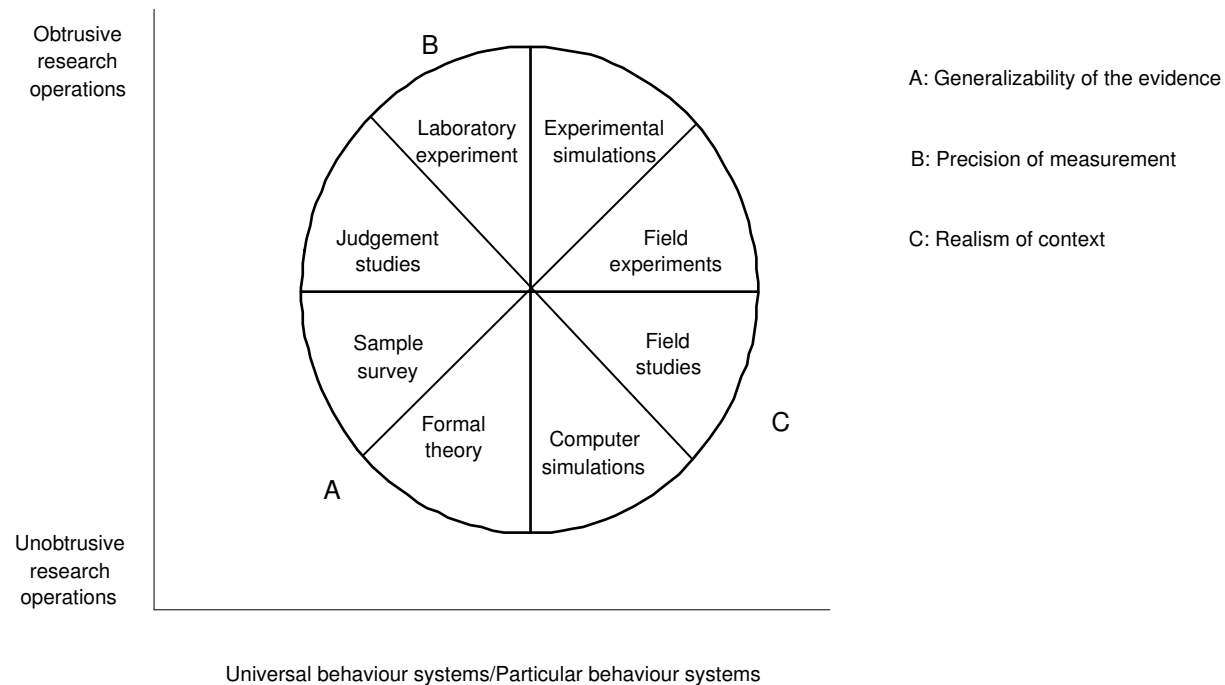 Obtrusive
research
operations
B
A: Generalizability of the evidence
Laboratory
experiment
Experimental
simulations
B: Precision of measurement
Judgement
studies
Field
experiments
C: Realism of context
Sample
survey
Field
studies
Formal
theory
Computer
simulations
C
A
Unobtrusive
research
operations
Universal behaviour systems/Particular behaviour systems